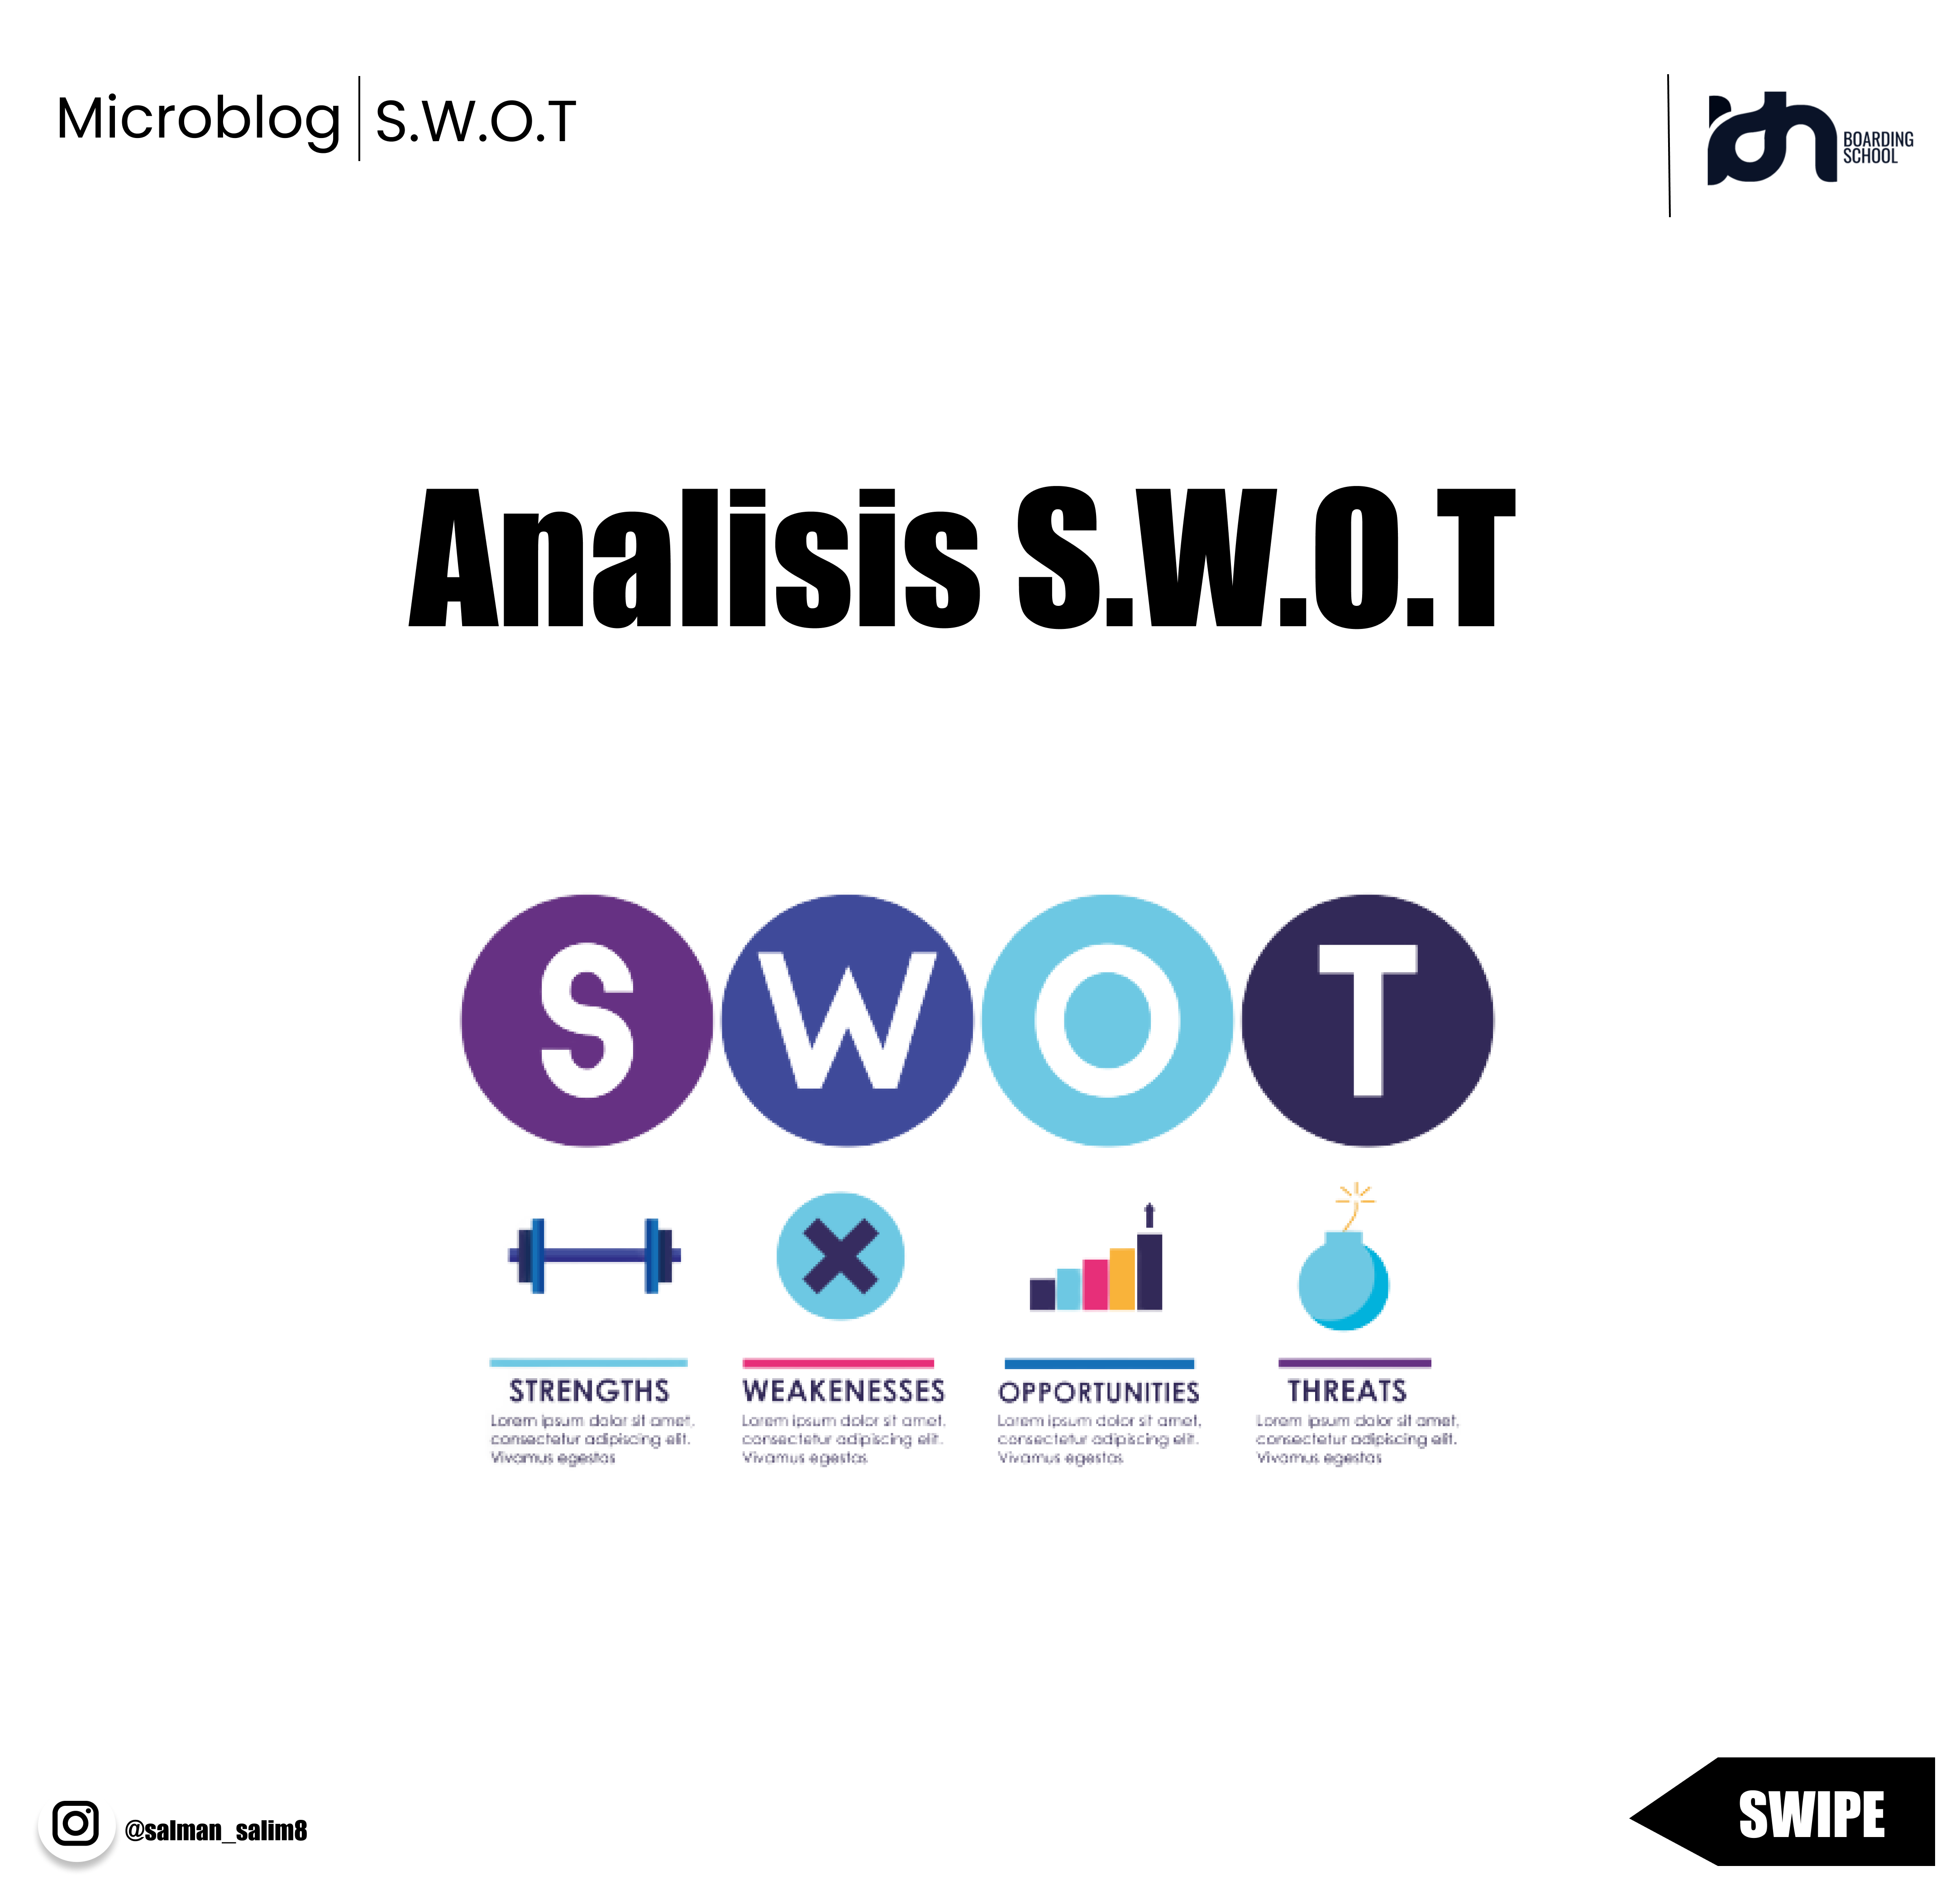 Microblog
S.W.O.T
BOARDING
SCHOOL
Analisis S.W.O.T
S W O T
STRENGTHS
Lorem ipsum dolor sit amet,
consectetur adipiscing elit.
Vivamus egestas
WEAKENESSES
Lorem ipsum dolor sit amet,
consectetur adipiscing elit.
Vivamus egestas
OPPORTUNITIES
Lorem ipsum dolor sit amet,
consectetur adipiscing elit.
Vivamus egestas
THREATS
Lorem ipsum dolor sit amet,
consectetur adipiscing elit.
Vivamus egestas
@salman_salim8
SWIPE